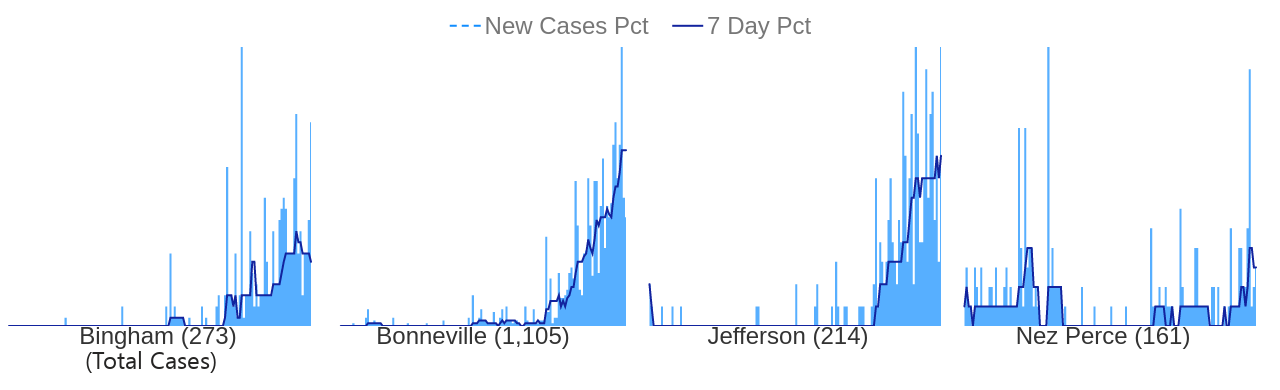 New Cases Pct 7 Day Pct
Bingham (273) Bonneville (1,105) Jefferson (214) Nez Perce (161)
(Total Cases)